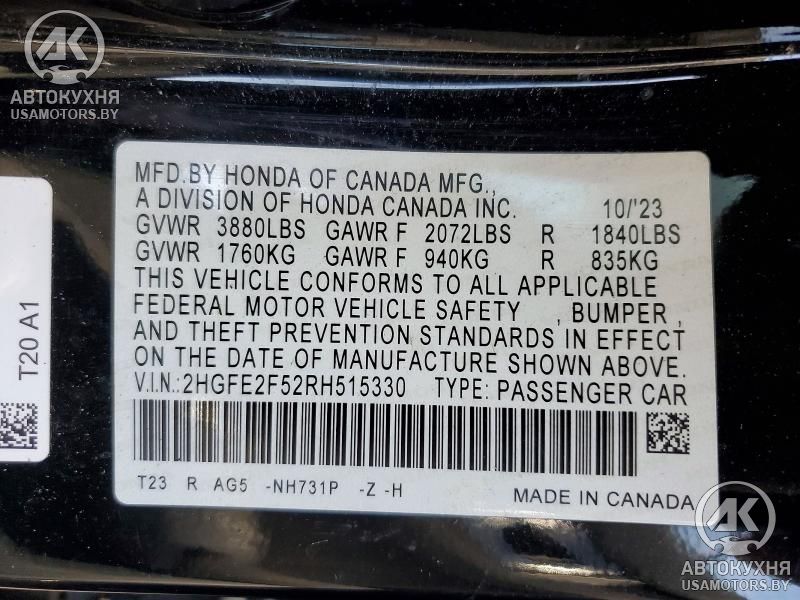 AK
АВТОКУХНЯ
USAMOTORS.BY
MFD.BY HONDA OF CANADA MFG.,
A DIVISION OF HONDA CANADA INC. 10/'23
GVWR 3880LBS GAWR F 2072LBS R 1840LBS
GVWR 1760KG GAWR F 940KG R 835KG
THIS VEHICLE CONFORMS TO ALL APPLICABLE
FEDERAL MOTOR VEHICLE SAFETY , BUMPER ,
AND THEFT PREVENTION STANDARDS IN EFFECT
ON THE DATE OF MANUFACTURE SHOWN ABOVE.
V.I.N.:2HGFE2F52RH515330 TYPE: PASSENGER CAR
T23 R AG5 -NH731P -Z -H MADE IN CANADA
T20 A1
AK
АВТОКУХНЯ
USAMOTORS.BY